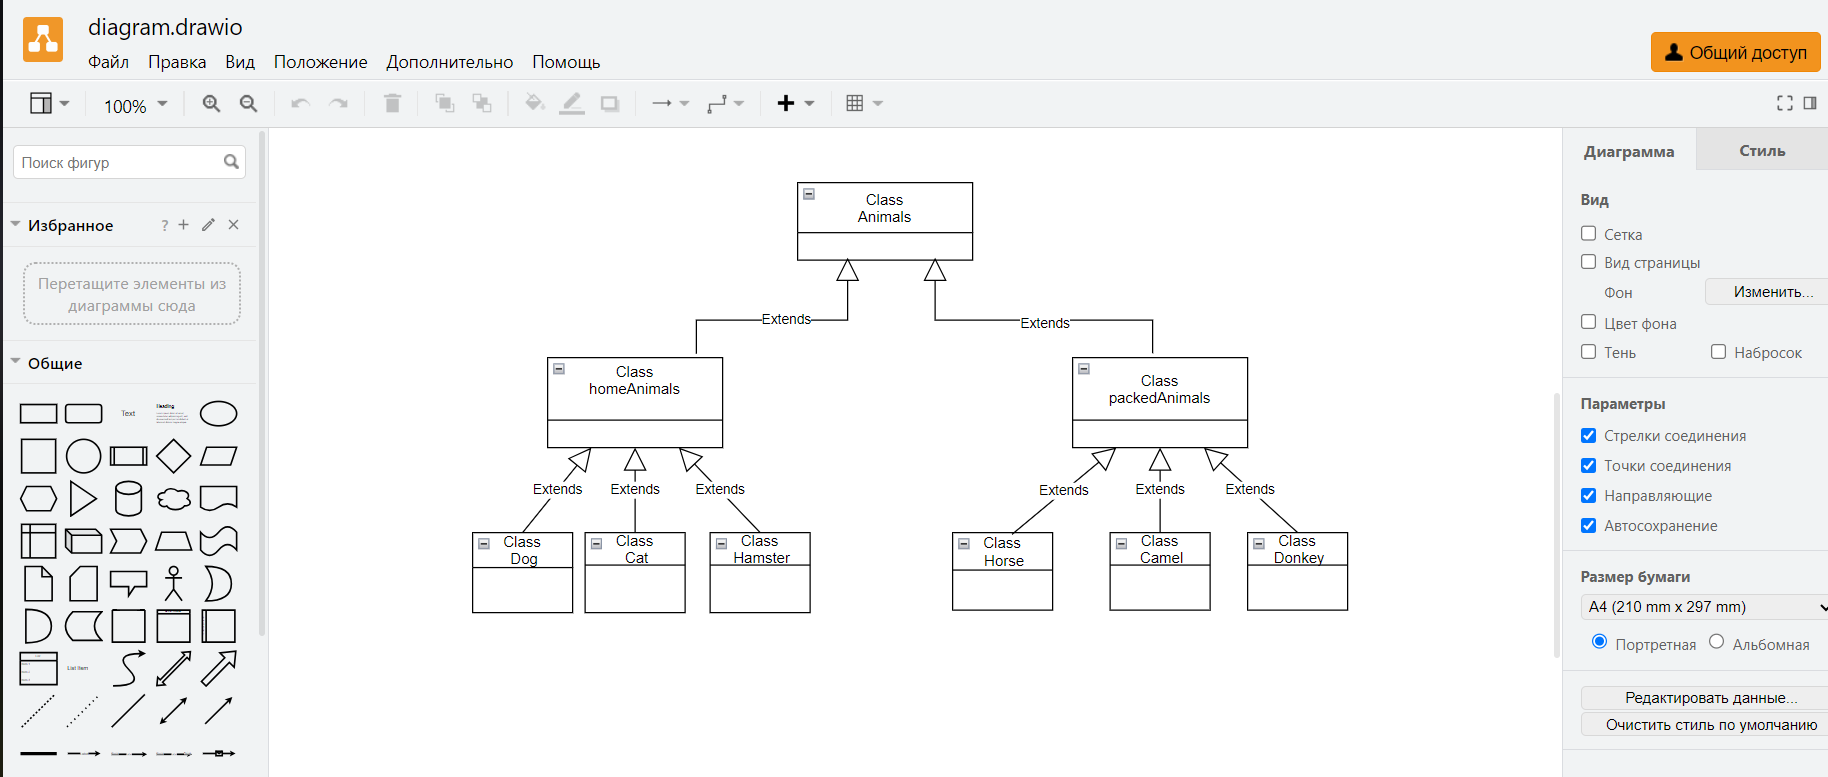 diagram.drawio
Файл Правка Вид Положение Дополнительно Помощь
Общий доступ
100%
Поиск фигур
Избранное
?
Перетащите элементы из
диаграммы сюда
Общие
Text
Heading
List Item
Class
Animals
Extends
Extends
Class
homeAnimals
Class
packedAnimals
Extends
Extends
Extends
Extends
Extends
Extends
Class
Dog
Class
Cat
Class
Hamster
Class
Horse
Class
Camel
Class
Donkey
Диаграмма
Стиль
Вид
Сетка
Вид страницы
Фон
Изменить...
Цвет фона
Тень
Набросок
Параметры
Стрелки соединения
Точки соединения
Направляющие
Автосохранение
Размер бумаги
A4 (210 mm x 297 mm)
Портретная
Альбомная
Редактировать данные...
Очистить стиль по умолчанию